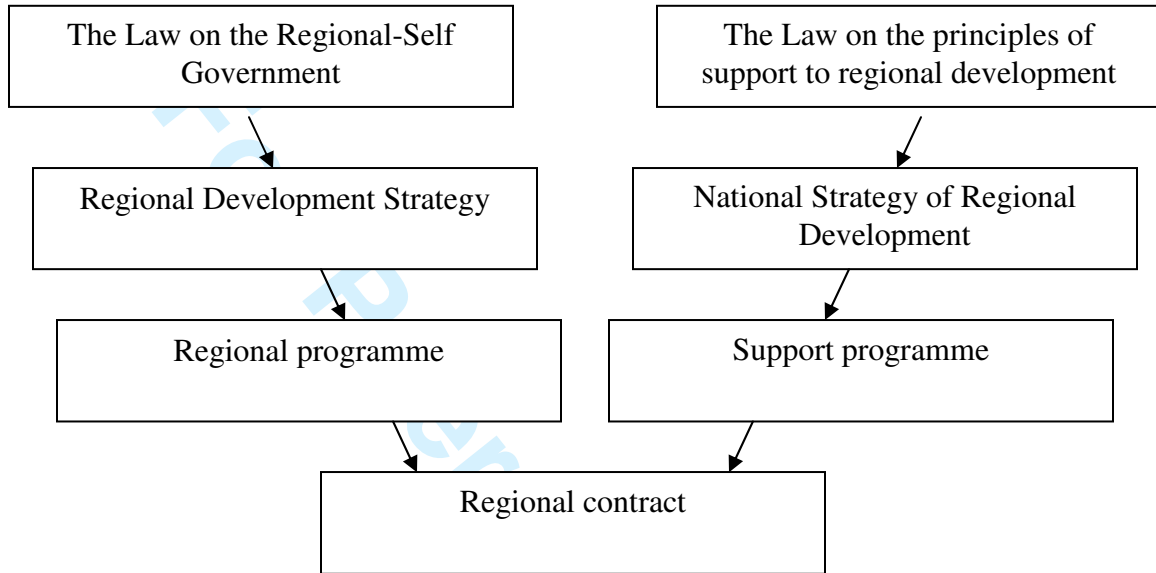 The Law on the Regional-Self
Government
The Law on the principles of
support to regional development
Regional Development Strategy
National Strategy of Regional
Development
Regional programme
Support programme
Regional contract